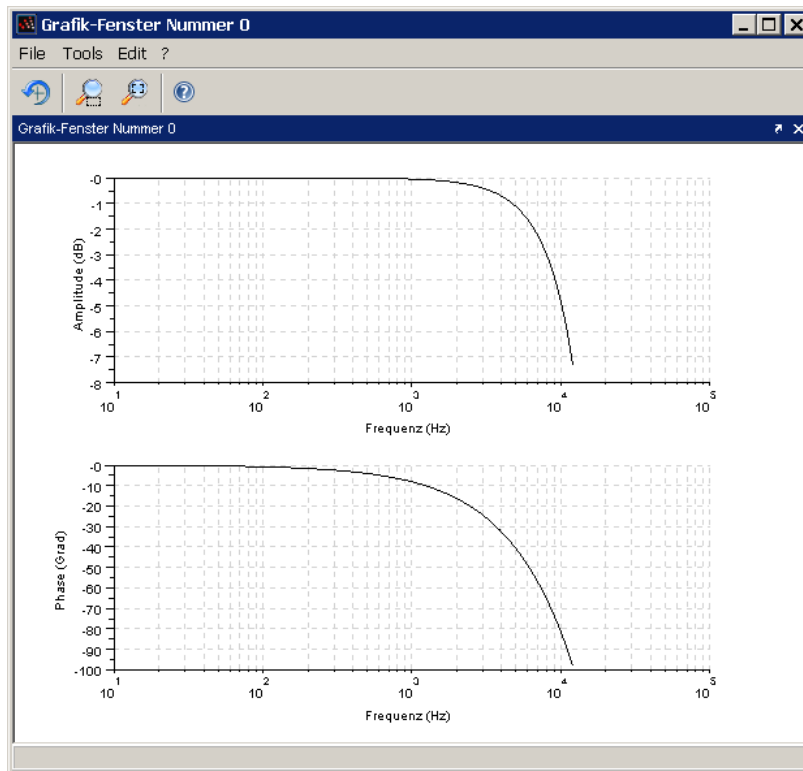 Grafik-Fenster Nummer 0
File Tools Edit ?
Grafik-Fenster Nummer 0
Amplitude (dB)
-0
-1
-2
-3
-4
-5
-6
-7
-8
10^1 10^2 10^3 10^4 10^5
Frequenz (Hz)
Phase (Grad)
-0
-10
-20
-30
-40
-50
-60
-70
-80
-90
-100
10^1 10^2 10^3 10^4 10^5
Frequenz (Hz)